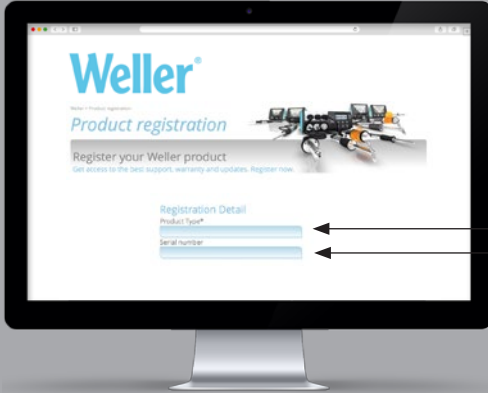 Weller®
Home > Product registration
Product registration
Register your Weller product
Get access to the best support, warranty and updates. Register now.
Registration Detail
Product Type*
Serial number